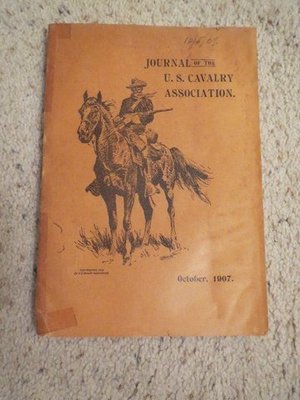 JOURNAL OF THE
U. S. CAVALRY
ASSOCIATION.
October, 1907.